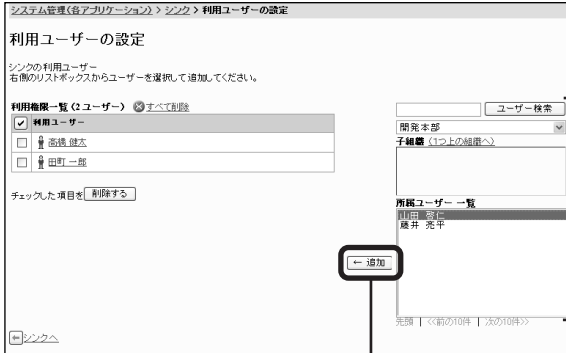 システム管理(各アプリケーション) > シンク > 利用ユーザーの設定
利用ユーザーの設定
シンクの利用ユーザー
右側のリストボックスからユーザーを選択して追加してください。
利用権限一覧 (2 ユーザー) すべて削除
利用ユーザー
高橋 健太
田町 一郎
チェックした項目を 削除する
ユーザー検索
開発本部
子組織 (1つ上の組織へ)
所属ユーザー 一覧
山田 啓仁
藤井 亮平
← 追加
先頭 | <<前の10件 | 次の10件>>
シンクへ